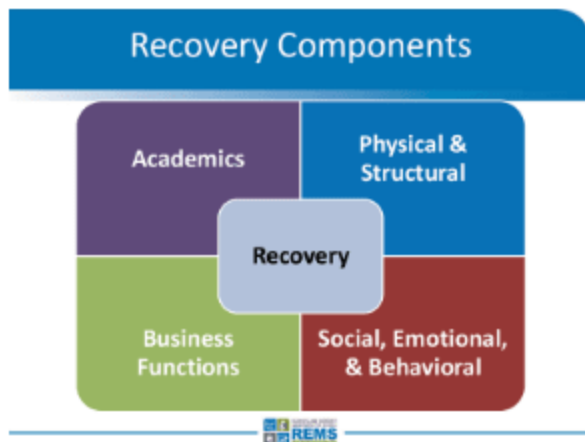 Recovery Components
Academics
Physical &
Structural
Recovery
Business
Functions
Social, Emotional,
& Behavioral
REMS